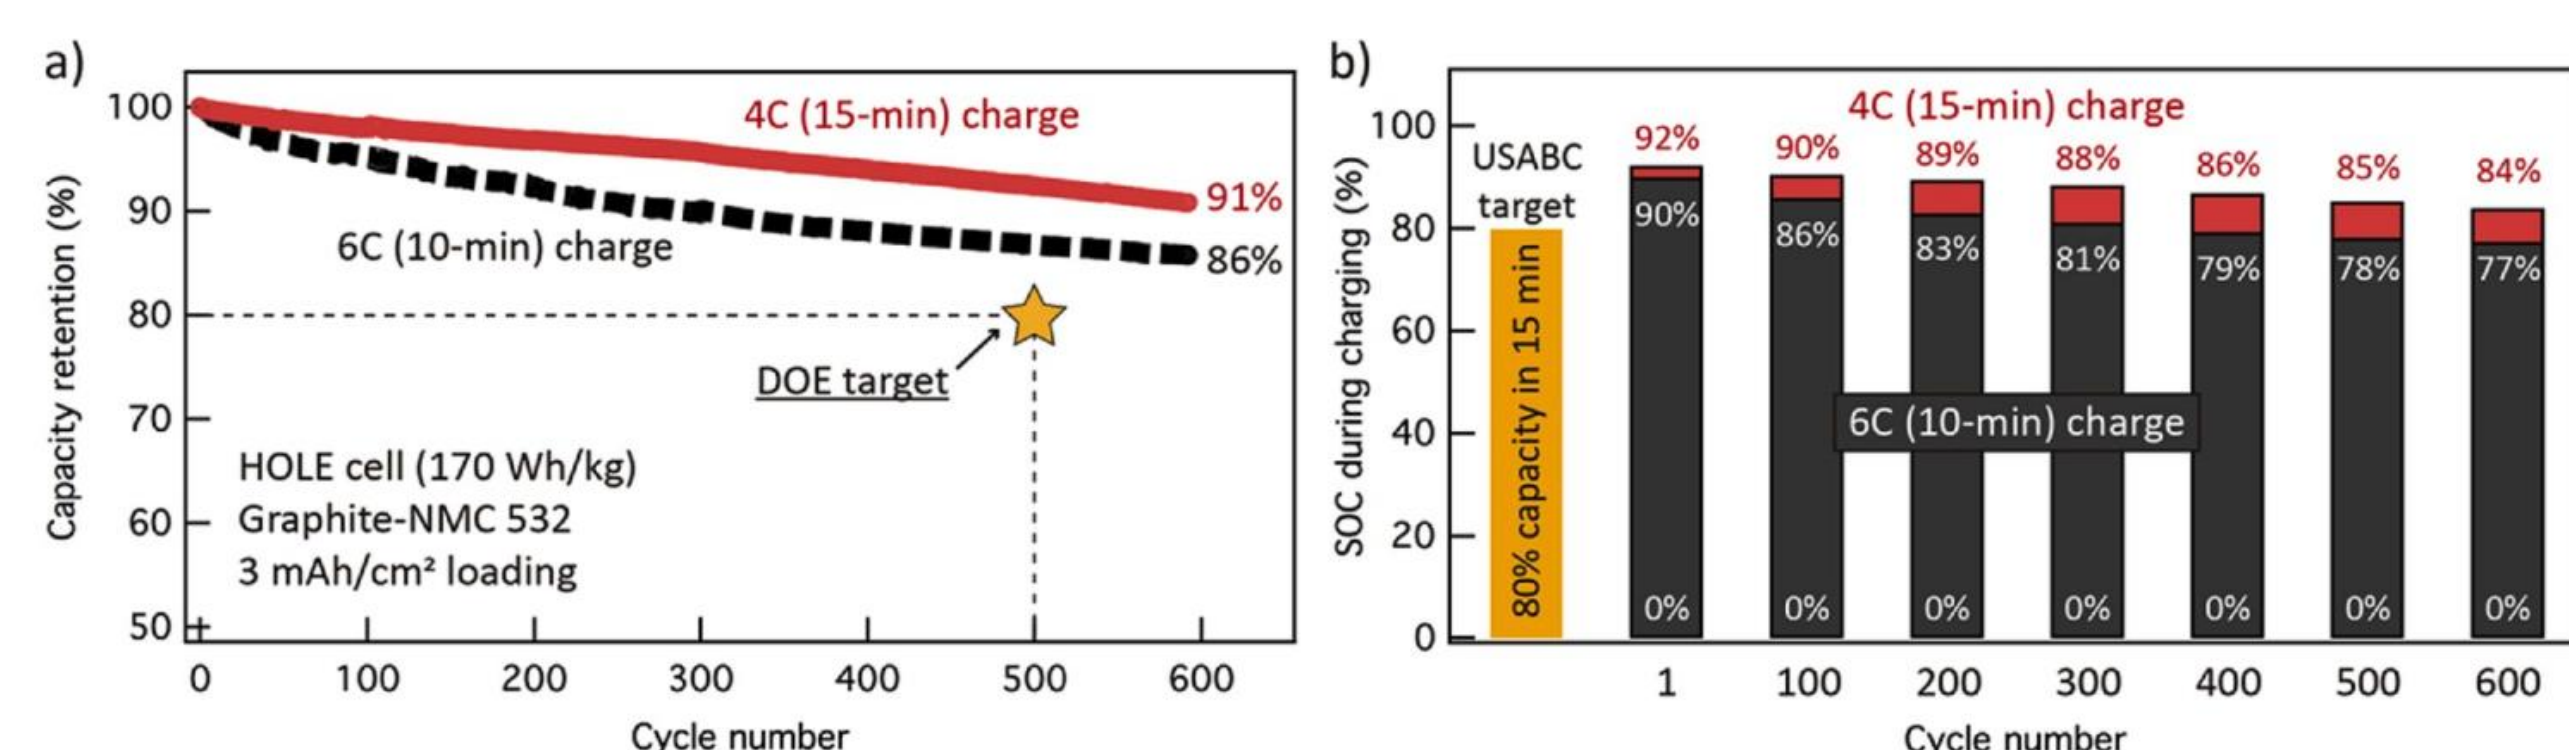 a)
Capacity retention (%)
100
90
80
70
60
50
4C (15-min) charge
91%
6C (10-min) charge
86%
DOE target
HOLE cell (170 Wh/kg)
Graphite-NMC 532
3 mAh/cm² loading
0 100 200 300 400 500 600
Cycle number
b)
SOC during charging (%)
100
80
60
40
20
0
USABC
target
80% capacity in 15 min
4C (15-min) charge
92% 90% 89% 88% 86% 85% 84%
90% 86% 83% 81% 79% 78% 77%
6C (10-min) charge
0% 0% 0% 0% 0% 0% 0%
1 100 200 300 400 500 600
Cycle number